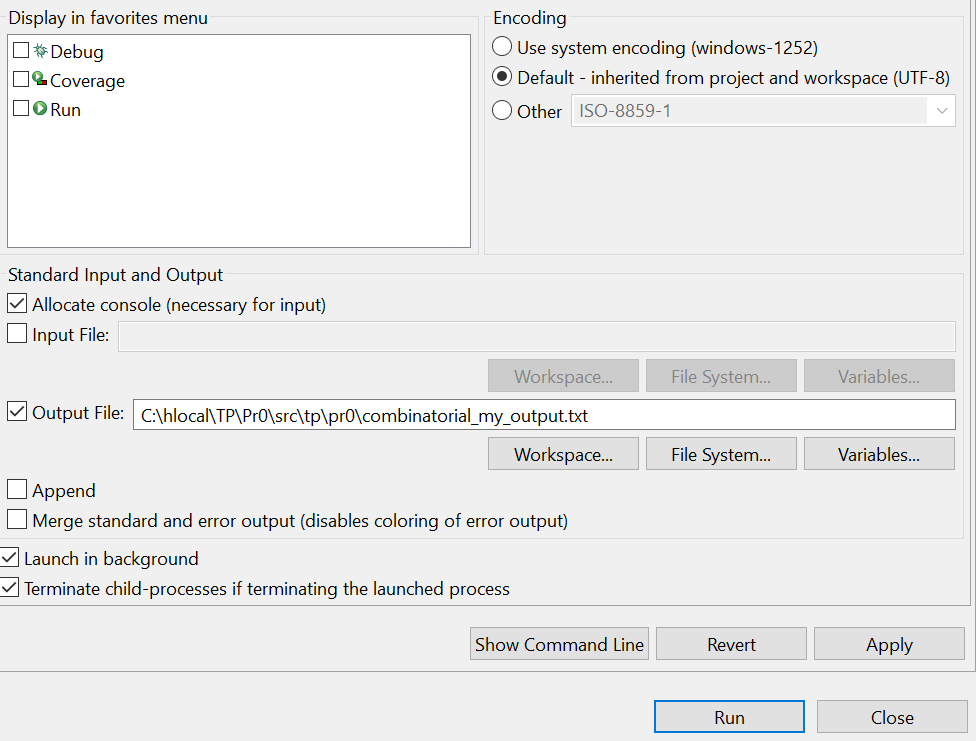 Display in favorites menu
Debug
Coverage
Run
Encoding
Use system encoding (windows-1252)
Default - inherited from project and workspace (UTF-8)
Other ISO-8859-1
Standard Input and Output
Allocate console (necessary for input)
Input File:
Workspace... File System... Variables...
Output File: C:\hlocal\TP\Pr0\src\tp\pr0\combinatorial_my_output.txt
Workspace... File System... Variables...
Append
Merge standard and error output (disables coloring of error output)
Launch in background
Terminate child-processes if terminating the launched process
Show Command Line Revert Apply
Run Close